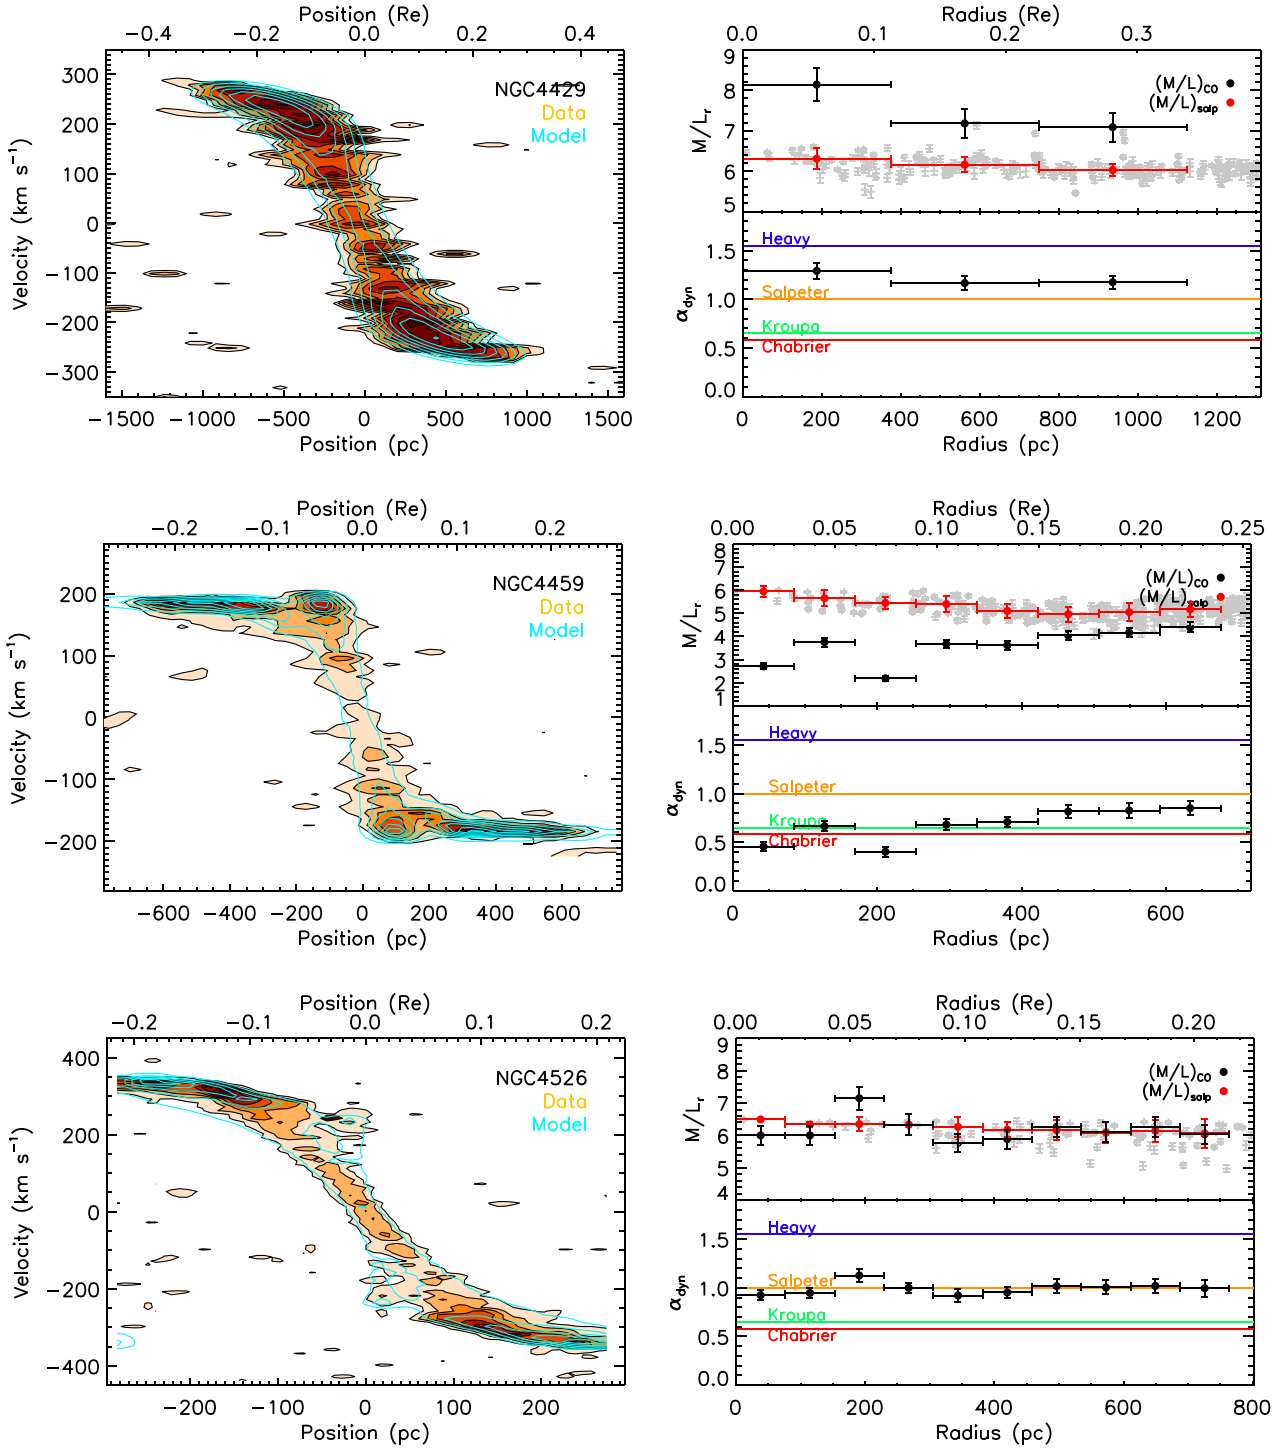 Position (Re)
−0.4 −0.2 0.0 0.2 0.4
300
200
100
0
−100
−200
−300
Velocity (km s⁻¹)
NGC4429
Data
Model
−1500 −1000 −500 0 500 1000 1500
Position (pc)
Radius (Re)
0.0 0.1 0.2 0.3
9
8
7
6
5
M/Lr
(M/L)CO
(M/L)salp
1.5
1.0
0.5
0.0
αdyn
Heavy
Salpeter
Kroupa
Chabrier
0 200 400 600 800 1000 1200
Radius (pc)
Position (Re)
−0.2 −0.1 0.0 0.1 0.2
200
100
0
−100
−200
Velocity (km s⁻¹)
NGC4459
Data
Model
−600 −400 −200 0 200 400 600
Position (pc)
Radius (Re)
0.00 0.05 0.10 0.15 0.20 0.25
8
7
6
5
4
3
2
1
M/Lr
(M/L)CO
(M/L)salp
1.5
1.0
0.5
0.0
αdyn
Heavy
Salpeter
Kroupa
Chabrier
0 200 400 600
Radius (pc)
Position (Re)
−0.2 −0.1 0.0 0.1 0.2
400
200
0
−200
−400
Velocity (km s⁻¹)
NGC4526
Data
Model
−200 −100 0 100 200
Position (pc)
Radius (Re)
0.00 0.05 0.10 0.15 0.20
9
8
7
6
5
4
M/Lr
(M/L)CO
(M/L)salp
1.5
1.0
0.5
0.0
αdyn
Heavy
Salpeter
Kroupa
Chabrier
0 200 400 600 800
Radius (pc)